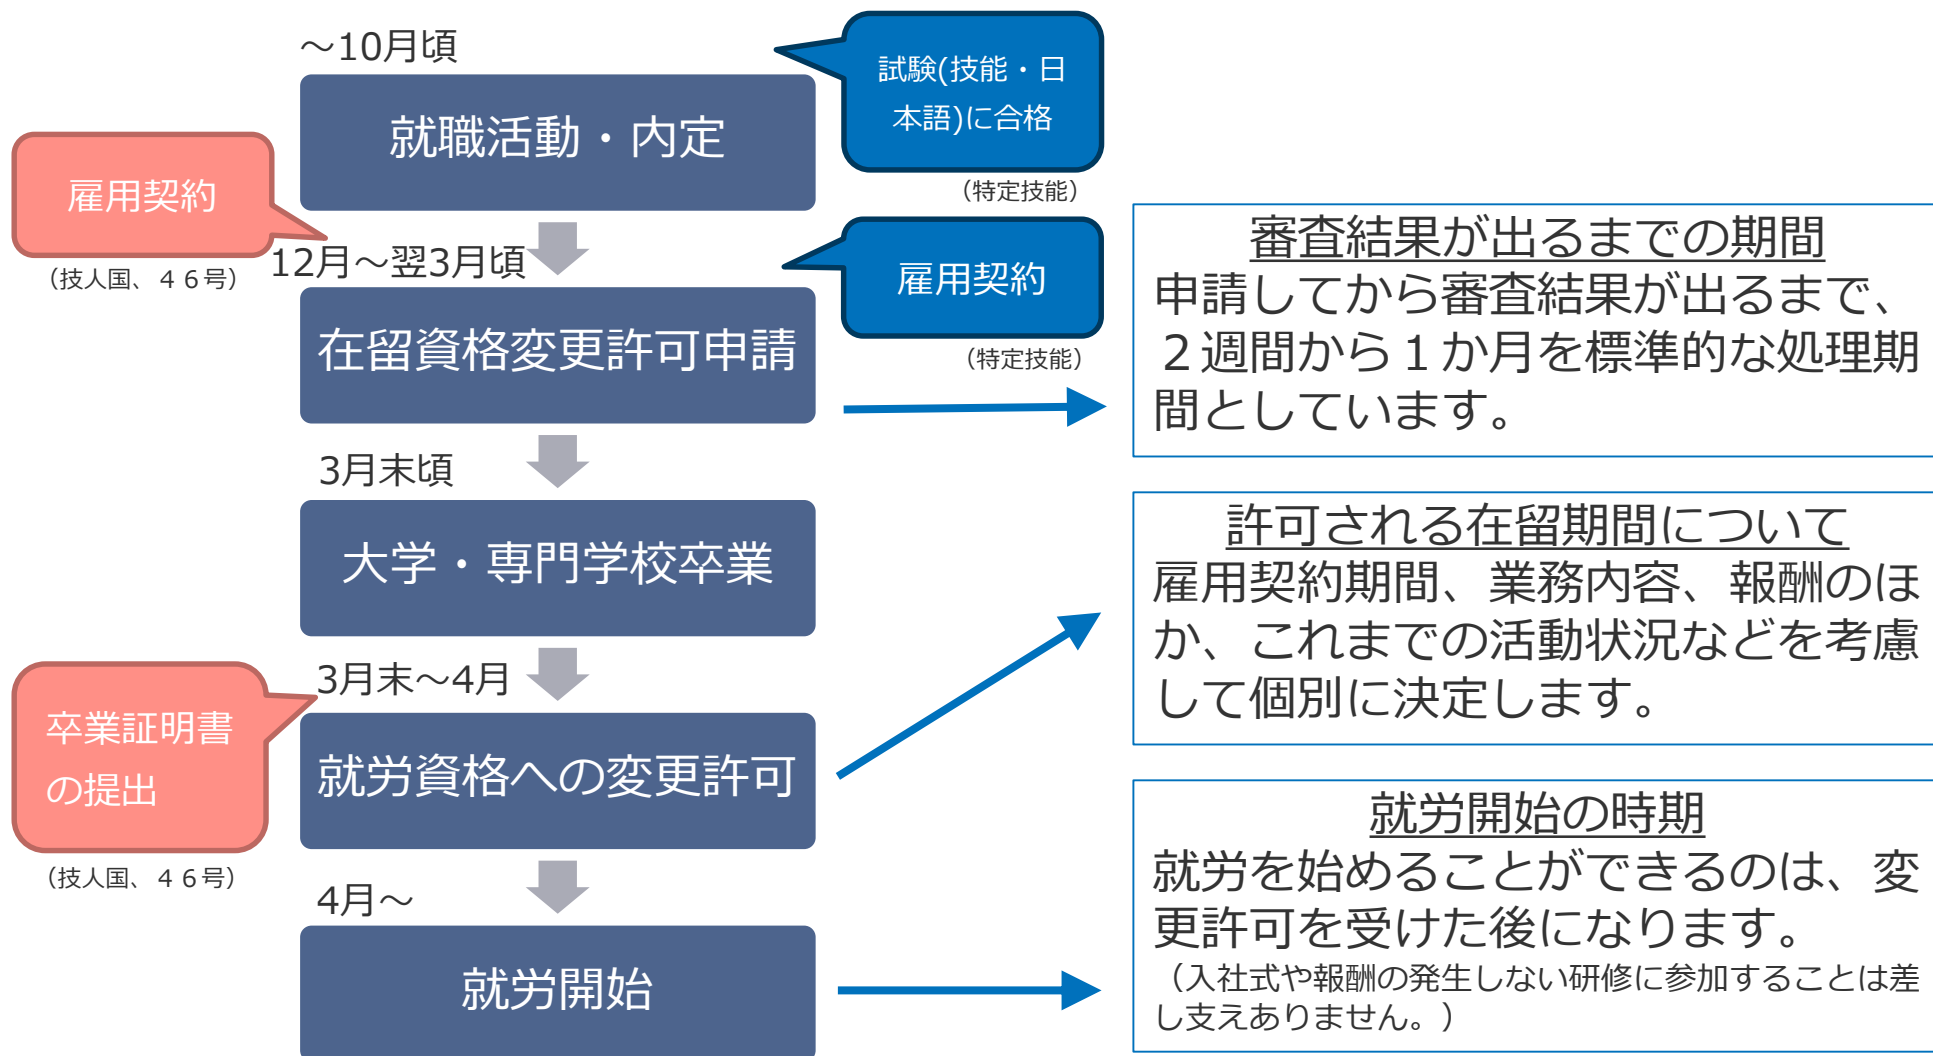 ～10月頃
就職活動・内定
試験(技能・日
本語)に合格
（特定技能）
雇用契約
（技人国、４６号）
12月～翌3月頃
在留資格変更許可申請
雇用契約
（特定技能）
3月末頃
大学・専門学校卒業
3月末～4月
卒業証明書
の提出
（技人国、４６号）
就労資格への変更許可
4月～
就労開始
審査結果が出るまでの期間
申請してから審査結果が出るまで、
２週間から１か月を標準的な処理期
間としています。
許可される在留期間について
雇用契約期間、業務内容、報酬のほ
か、これまでの活動状況などを考慮
して個別に決定します。
就労開始の時期
就労を始めることができるのは、変
更許可を受けた後になります。
（入社式や報酬の発生しない研修に参加することは差
し支えありません。）